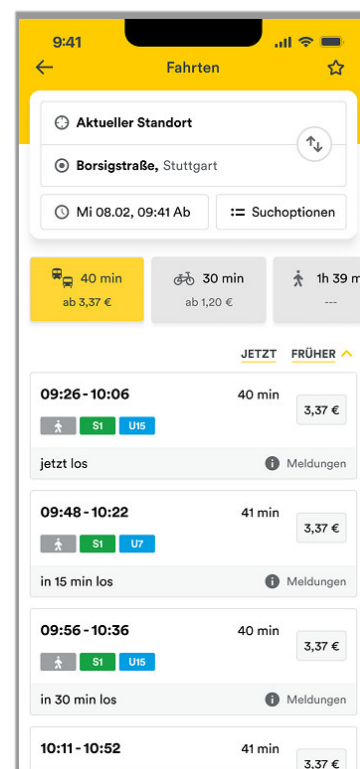 9:41
Fahrten
Aktueller Standort
Borsigstraße, Stuttgart
Mi 08.02, 09:41 Ab
Suchoptionen
40 min
ab 3,37 €
30 min
ab 1,20 €
1h 39 m
---
JETZT FRÜHER
09:26 - 10:06 40 min
3,37 €
S1 U15
jetzt los Meldungen
09:48 - 10:22 41 min
3,37 €
S1 U7
in 15 min los Meldungen
09:56 - 10:36 40 min
3,37 €
S1 U15
in 30 min los Meldungen
10:11 - 10:52 41 min
3,37 €